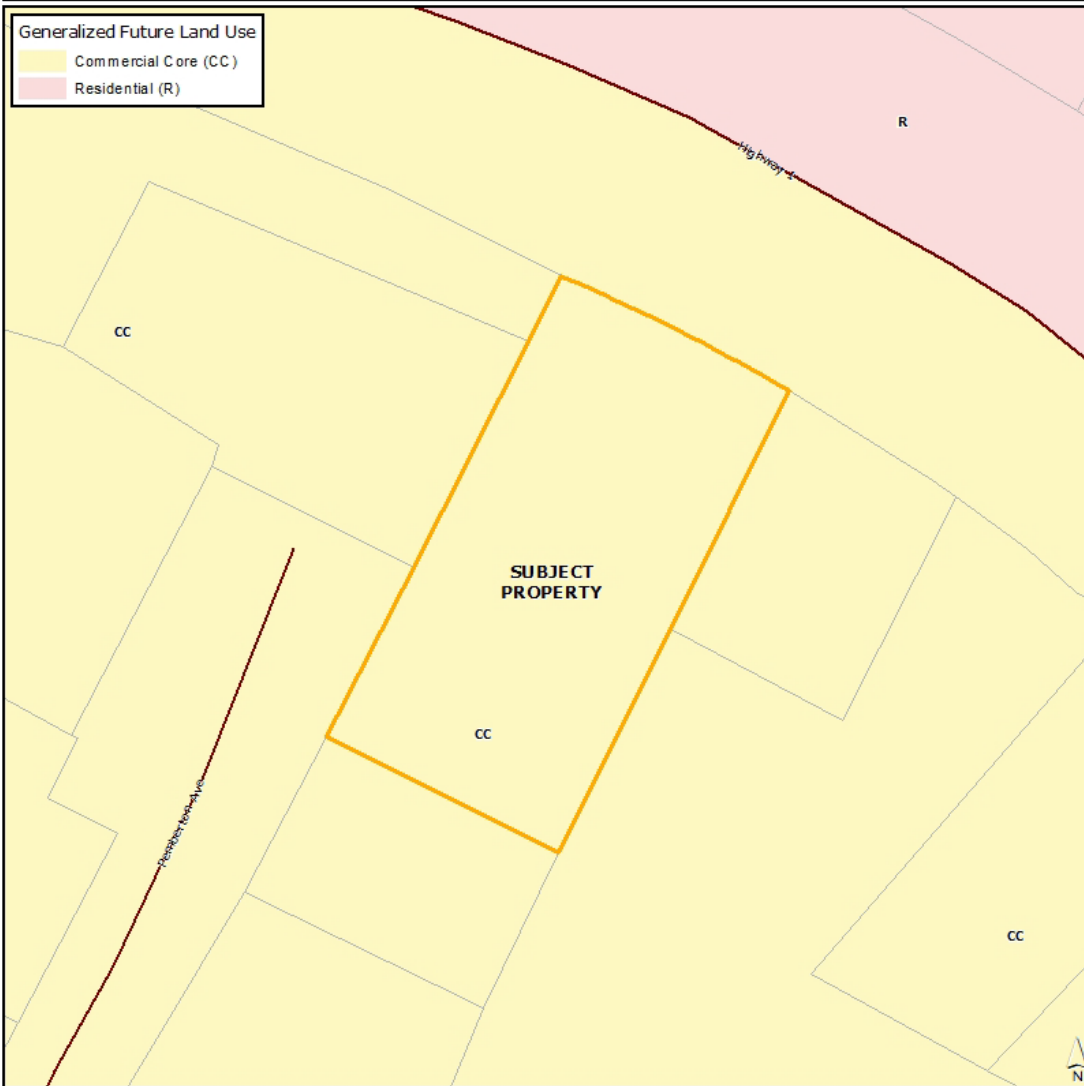 Generalized Future Land Use
Commercial Core (CC)
Residential (R)
R
Highway 1
CC
SUBJECT
PROPERTY
CC
Pemberton Ave
CC
N